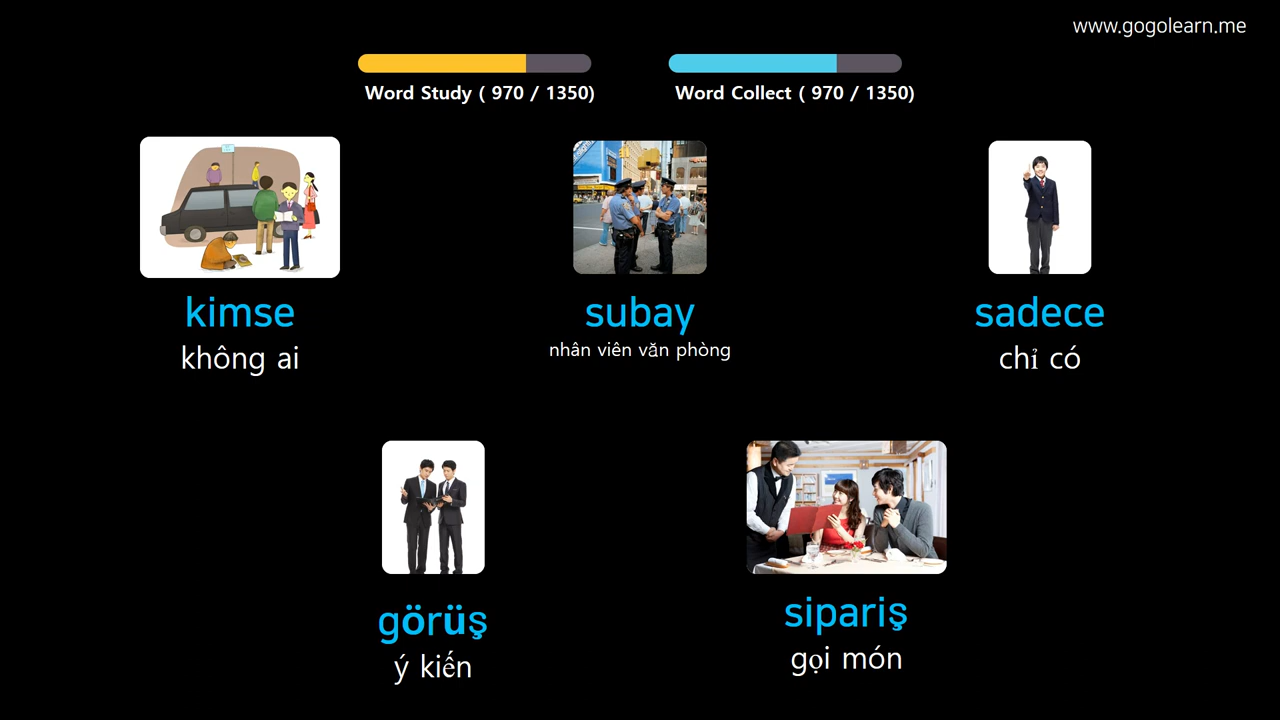 www.gogolearn.me
Word Study ( 970 / 1350)
Word Collect ( 970 / 1350)
kimse
không ai
subay
nhân viên văn phòng
sadece
chỉ có
görüş
ý kiến
sipariş
gọi món